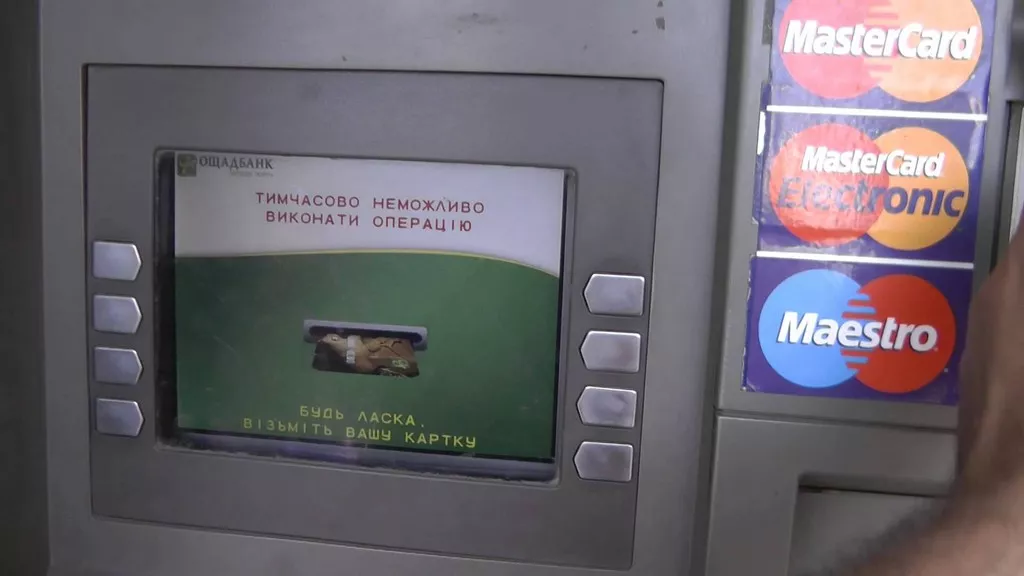 ОЩАДБАНК
ТИМЧАСОВО НЕМОЖЛИВО
ВИКОНАТИ ОПЕРАЦІЮ
БУДЬ ЛАСКА.
ВІЗЬМІТЬ ВАШУ КАРТКУ
MasterCard
MasterCard
Electronic
Maestro